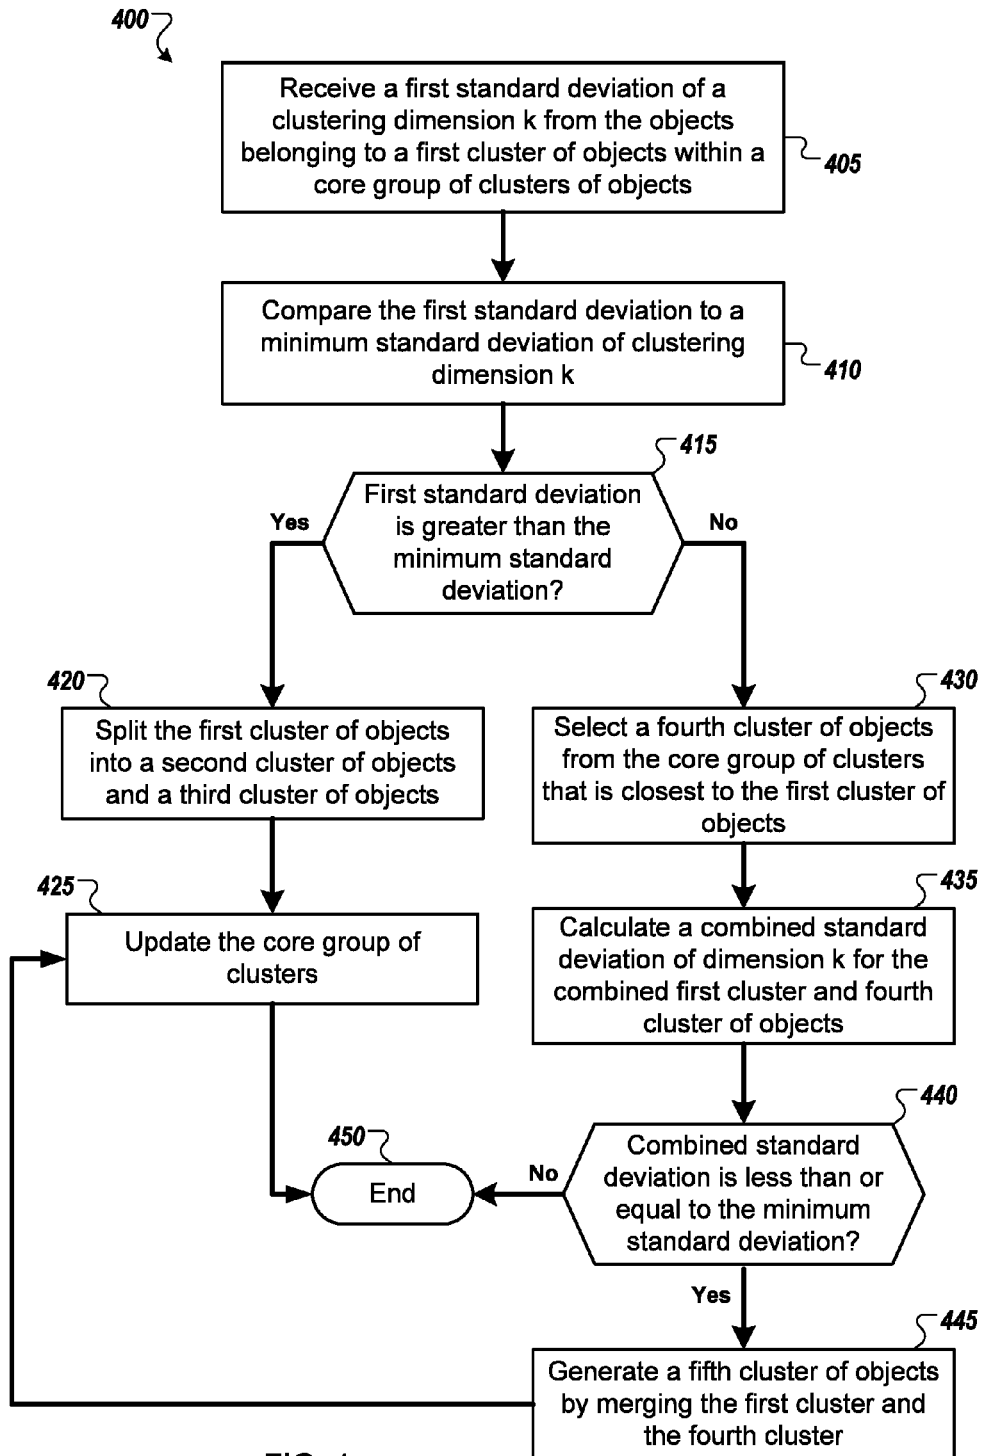 400
Receive a first standard deviation of a
clustering dimension k from the objects
belonging to a first cluster of objects within a
core group of clusters of objects
405
Compare the first standard deviation to a
minimum standard deviation of clustering
dimension k
410
415
First standard deviation
is greater than the
minimum standard
deviation?
Yes
No
420
Split the first cluster of objects
into a second cluster of objects
and a third cluster of objects
430
Select a fourth cluster of objects
from the core group of clusters
that is closest to the first cluster of
objects
425
Update the core group of
clusters
435
Calculate a combined standard
deviation of dimension k for the
combined first cluster and fourth
cluster of objects
440
Combined standard
deviation is less than or
equal to the minimum
standard deviation?
450
End
No
Yes
445
Generate a fifth cluster of objects
by merging the first cluster and
the fourth cluster